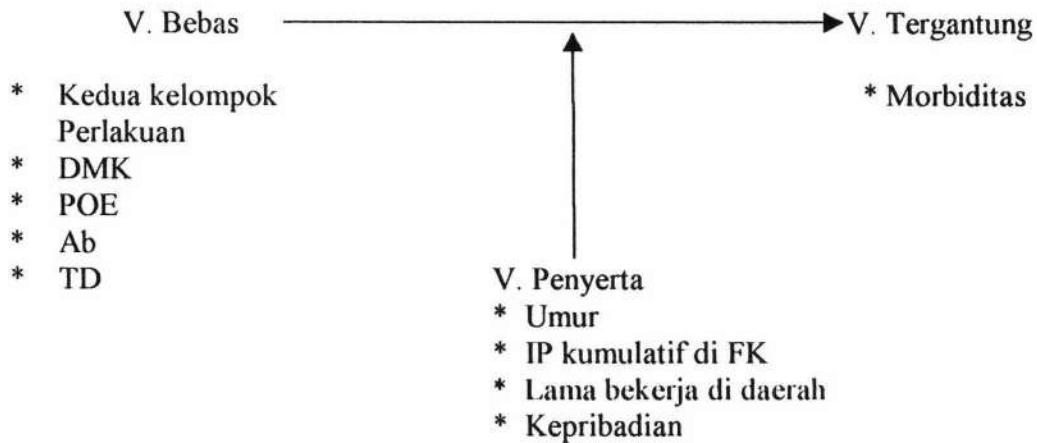 V. Bebas
V. Tergantung
* Kedua kelompok
Perlakuan
* DMK
* POE
* Ab
* TD
* Morbiditas
V. Penyerta
* Umur
* IP kumulatif di FK
* Lama bekerja di daerah
* Kepribadian